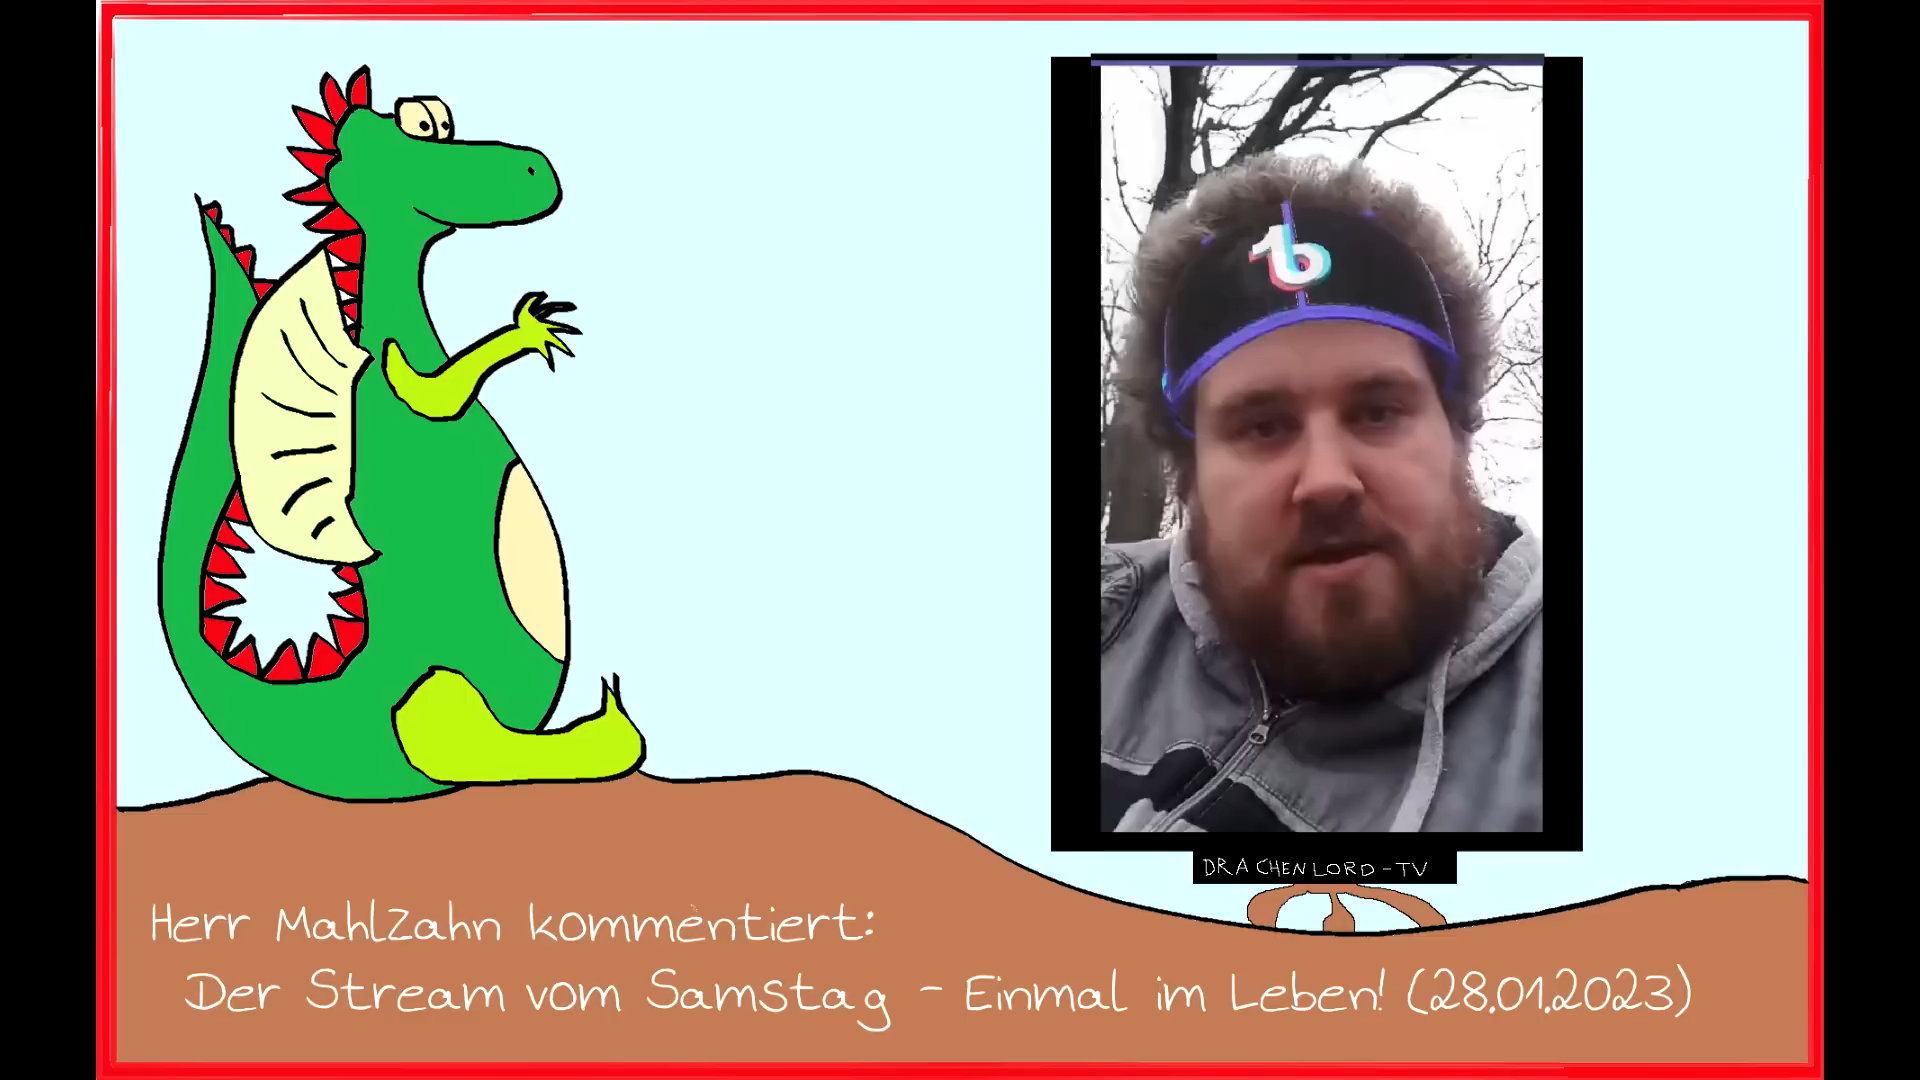 DRACHENLORD-TV
Herr Mahlzahn kommentiert:
Der Stream vom Samstag - Einmal im Leben! (28.01.2023)